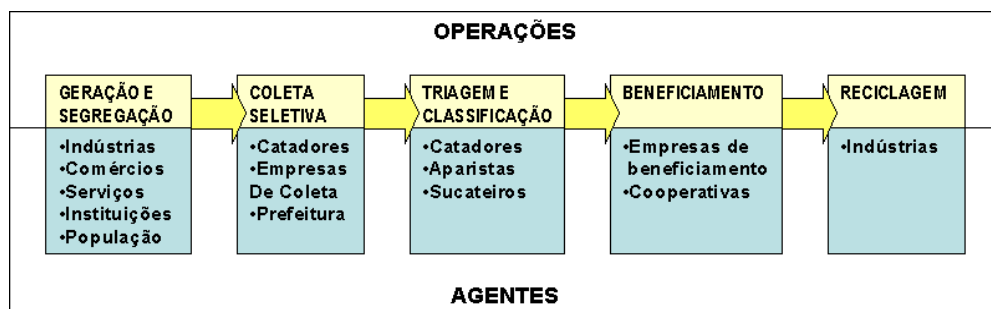 OPERAÇÕES
GERAÇÃO E
SEGREGAÇÃO
•Indústrias
•Comércios
•Serviços
•Instituições
•População
COLETA
SELETIVA
•Catadores
•Empresas
De Coleta
•Prefeitura
TRIAGEM E
CLASSIFICAÇÃO
•Catadores
•Aparistas
•Sucateiros
BENEFICIAMENTO
•Empresas de
beneficiamento
•Cooperativas
RECICLAGEM
•Indústrias
AGENTES